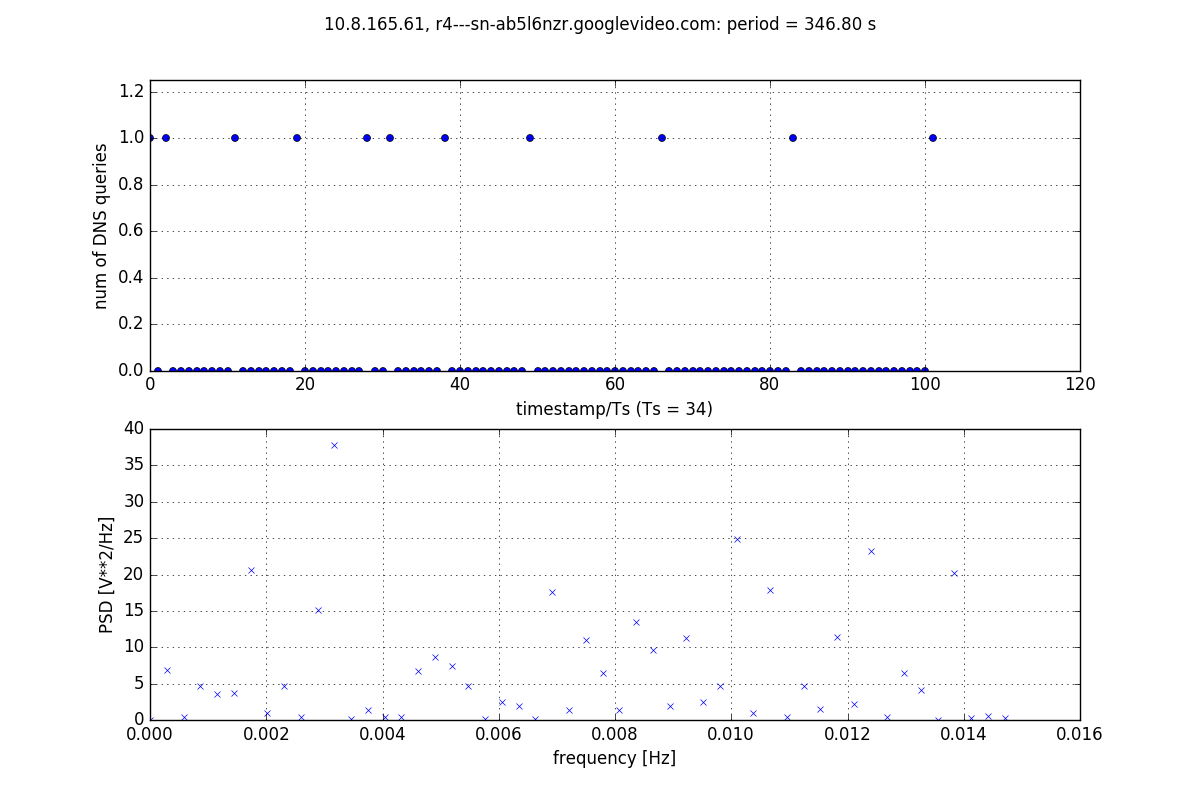 10.8.165.61, r4---sn-ab5l6nzr.googlevideo.com: period = 346.80 s
1.2
1.0
0.8
0.6
0.4
0.2
0.0
num of DNS queries
0 20 40 60 80 100 120
timestamp/Ts (Ts = 34)
40
35
30
25
20
15
10
5
0
PSD [V**2/Hz]
0.000 0.002 0.004 0.006 0.008 0.010 0.012 0.014 0.016
frequency [Hz]